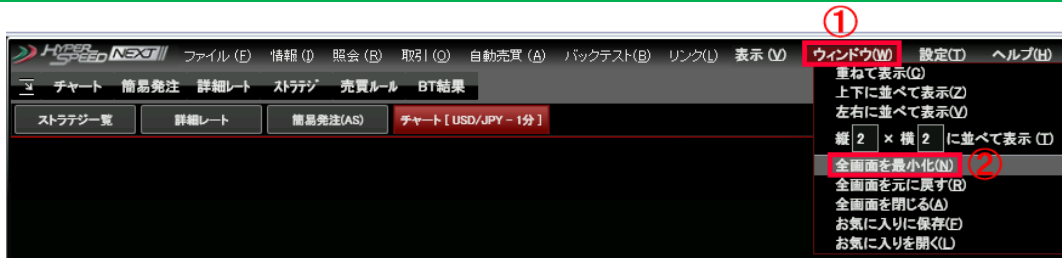 ①
HYPER SPEED NEXT ファイル(F) 情報(I) 照会(R) 取引(O) 自動売買(A) バックテスト(B) リンク(L) 表示(V) ウィンドウ(W) 設定(T) ヘルプ(H)
チャート 簡易発注 詳細レート ストラテジ 売買ルール BT結果
ストラテジ一覧 詳細レート 簡易発注(AS) チャート [ USD/JPY - 1分 ]
重ねて表示(C)
上下に並べて表示(Z)
左右に並べて表示(V)
縦 2 × 横 2 に並べて表示(T)
全画面を最小化(N) ②
全画面を元に戻す(R)
全画面を閉じる(A)
お気に入りに保存(F)
お気に入りを開く(L)